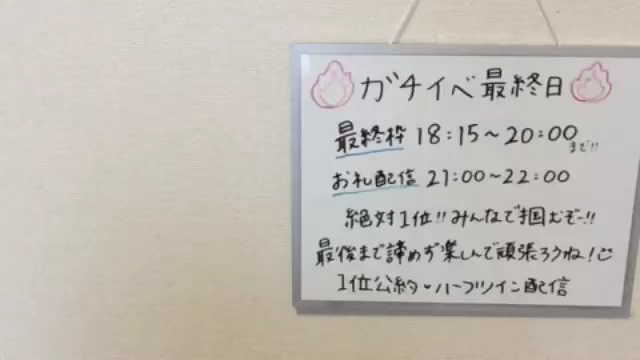 ガチイベ最終日
最終枠 18:15〜20:00まで!!
お礼配信 21:00〜22:00
絶対1位!!みんなで掴むぞー!!
最後まで諦めず楽しんで頑張ろうね!
1位公約♥ハーフツイン配信